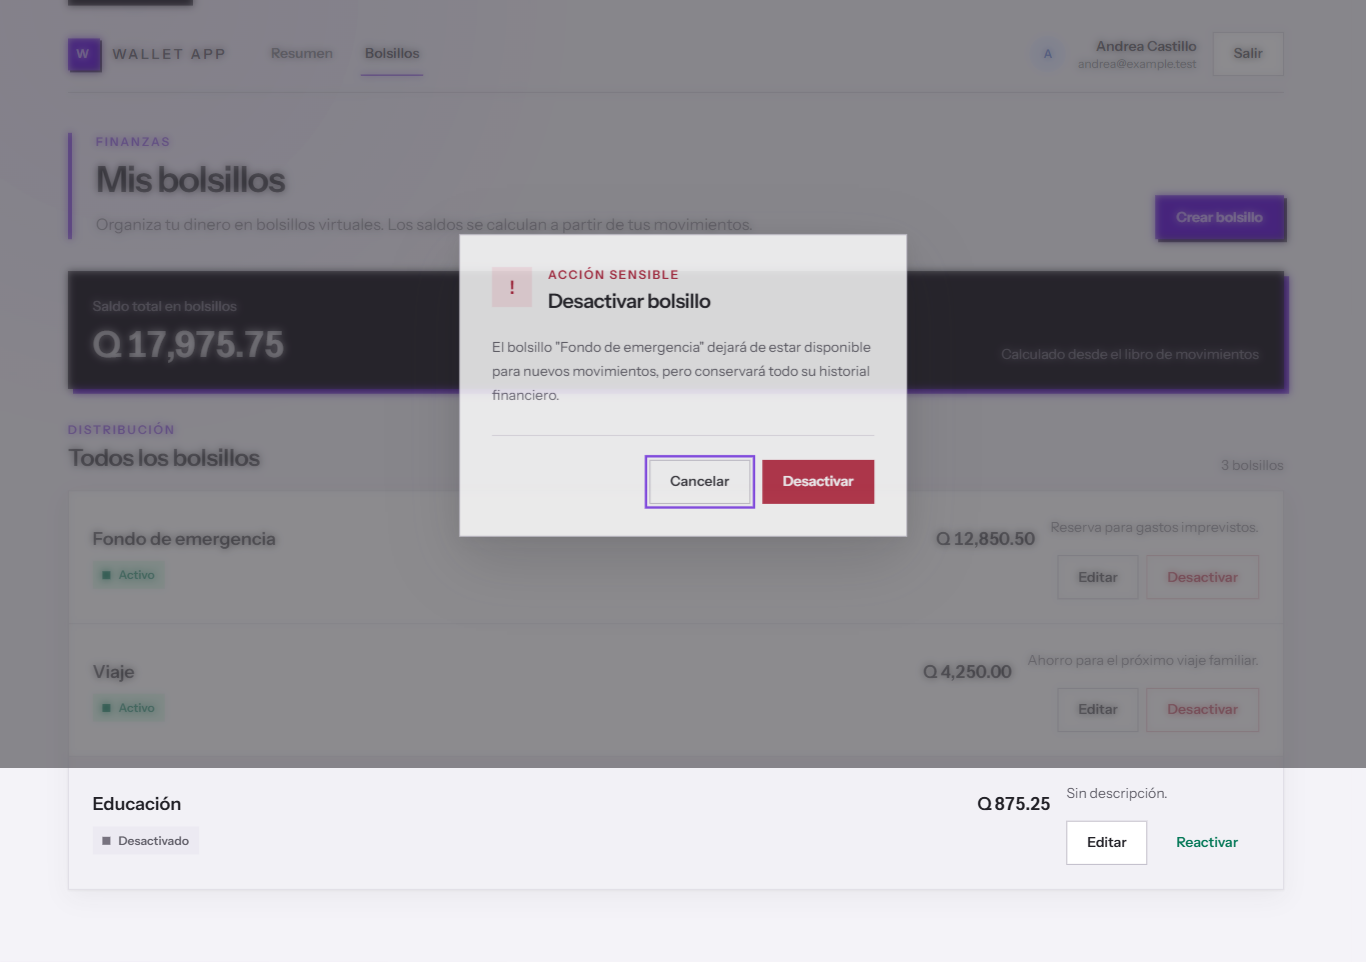 W WALLET APP Resumen Bolsillos A Andrea Castillo Salir
andrea@example.test
FINANZAS
Mis bolsillos
Organiza tu dinero en bolsillos virtuales. Los saldos se calculan a partir de tus movimientos.
Crear bolsillo
Saldo total en bolsillos
Q 17,975.75
Calculado desde el libro de movimientos
! ACCIÓN SENSIBLE
Desactivar bolsillo
El bolsillo "Fondo de emergencia" dejará de estar disponible
para nuevos movimientos, pero conservará todo su historial
financiero.
Cancelar Desactivar
DISTRIBUCIÓN
Todos los bolsillos
3 bolsillos
Fondo de emergencia
Activo
Q 12,850.50
Reserva para gastos imprevistos.
Editar Desactivar
Viaje
Activo
Q 4,250.00
Ahorro para el próximo viaje familiar.
Editar Desactivar
Educación
Desactivado
Q 875.25
Sin descripción.
Editar Reactivar